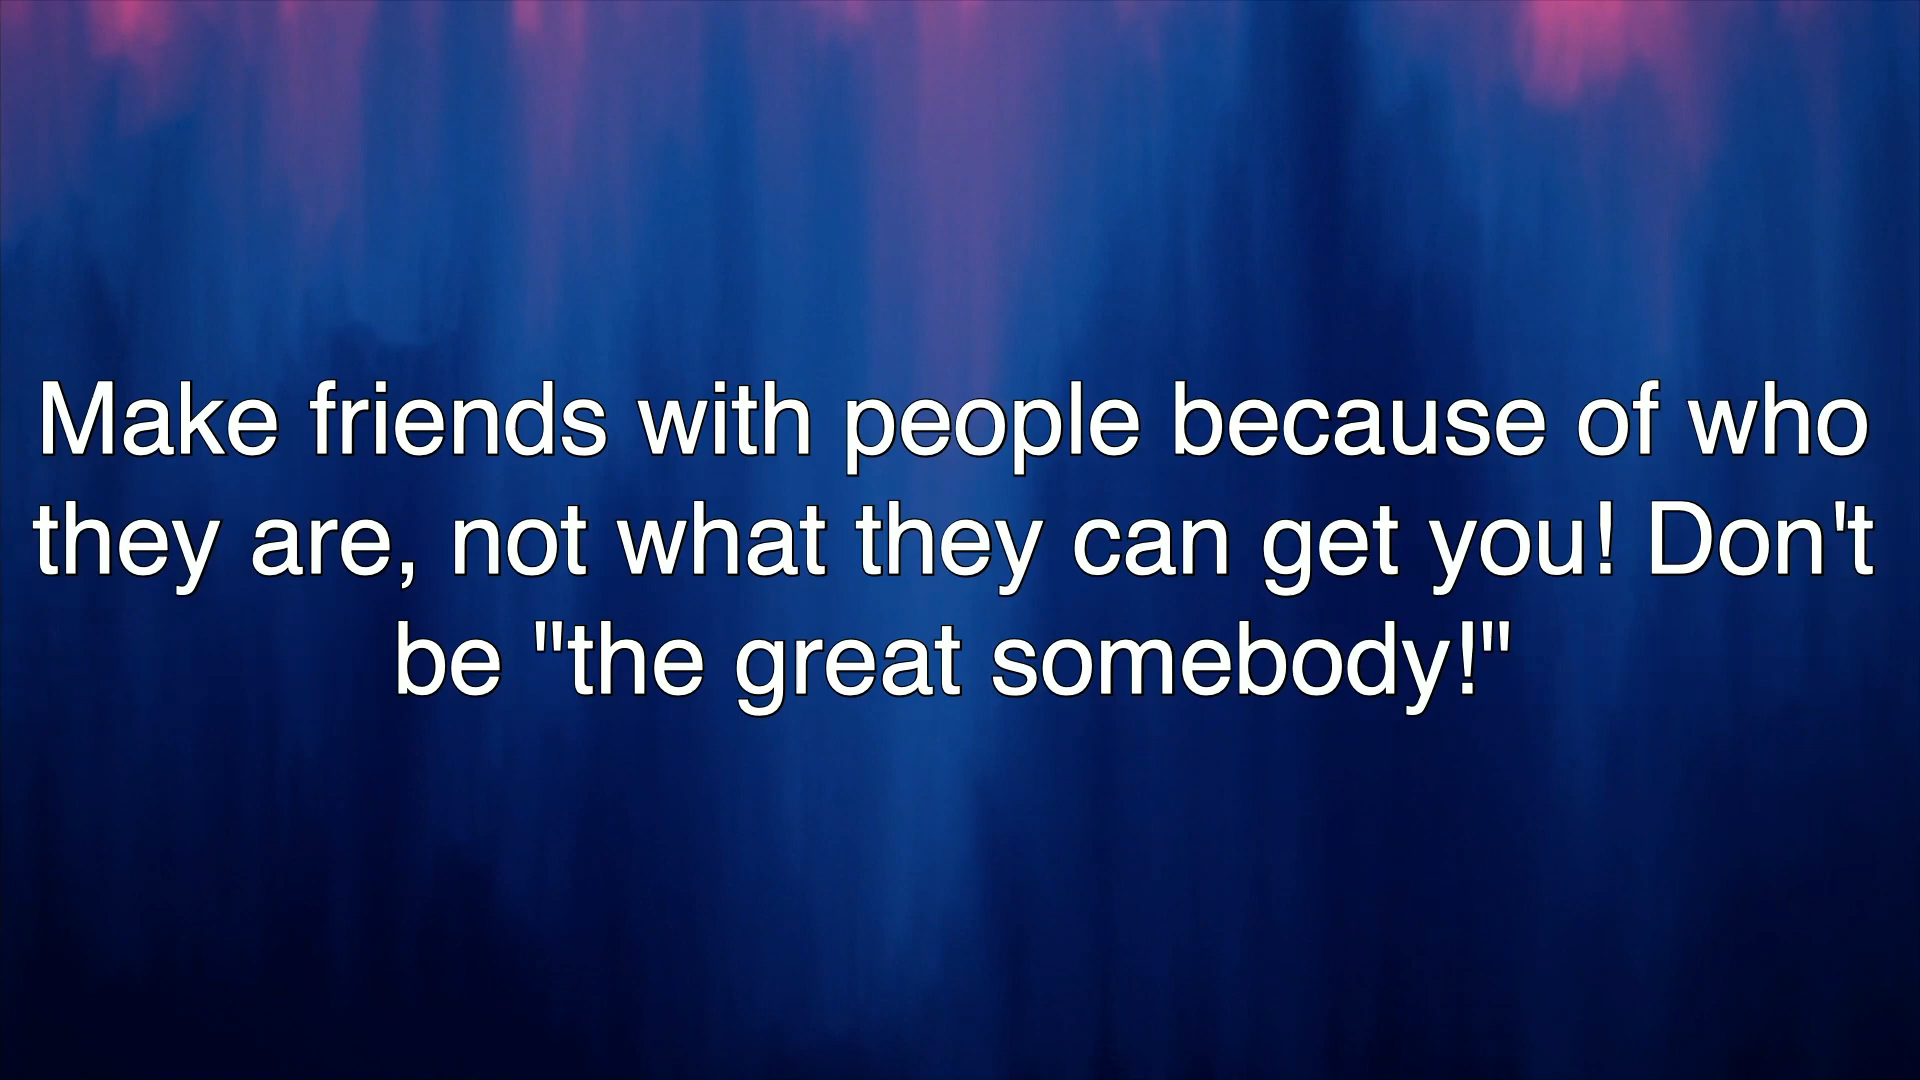 Make friends with people because of who
they are, not what they can get you! Don't
be "the great somebody!"